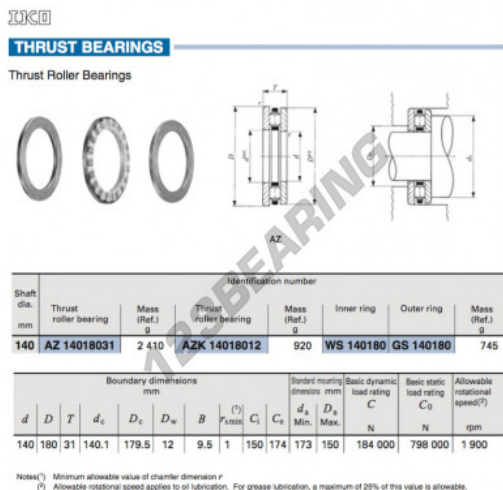 IKO
THRUST BEARINGS
Thrust Roller Bearings
T
r
D
d
AZ
123BEARING
Identification number
Shaft dia. mm
Thrust roller bearing
Mass (Ref.) g
Thrust roller bearing
Mass (Ref.) g
Inner ring
Outer ring
Mass (Ref.) g
140 AZ 14018031 2 410 AZK 14018012 920 WS 140180 GS 140180 745
Boundary dimensions mm
Standard mounting dimensions mm
Basic dynamic load rating C N
Basic static load rating C₀ N
Allowable rotational speed(²) rpm
d D T dc Dc Dw B rsmin(¹) Ci Ce da Min. Da Max.
140 180 31 140.1 179.5 12 9.5 1 150 174 173 150 184 000 798 000 1 900
Notes(¹) Minimum allowable value of chamfer dimension r
(²) Allowable rotational speed applies to oil lubrication. For grease lubrication, a maximum of 25% of this value is allowable.